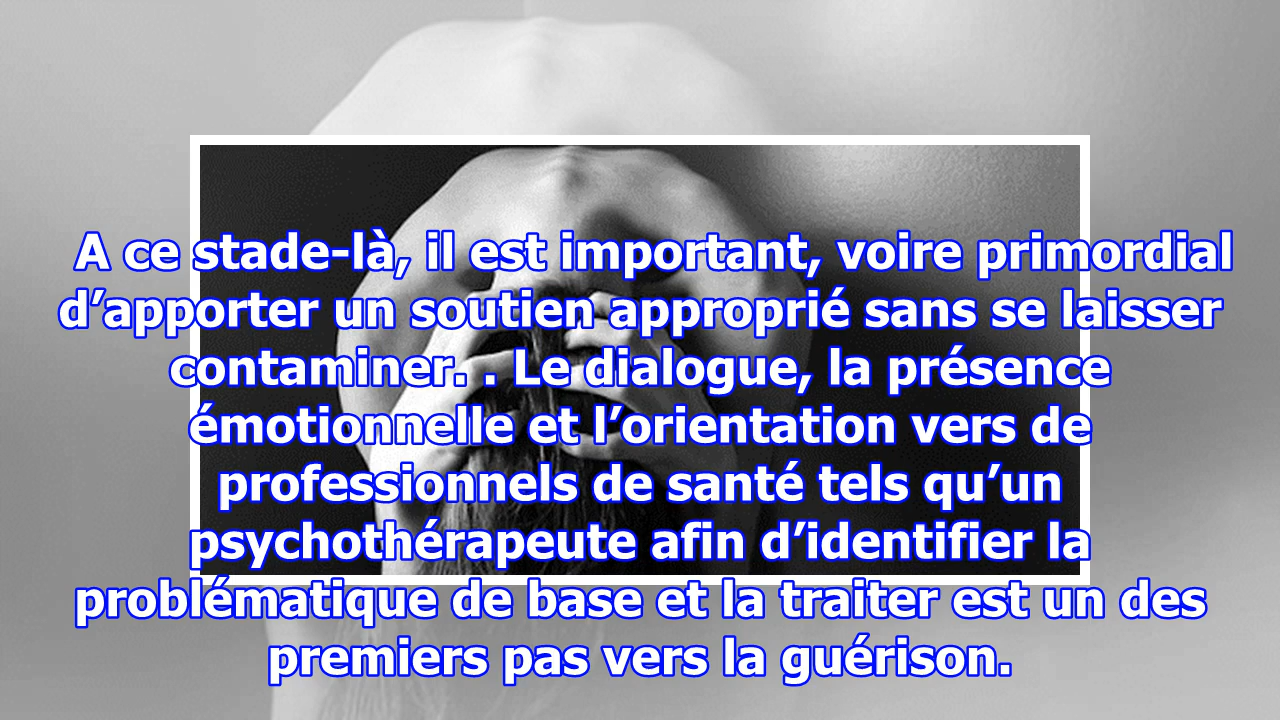 A ce stade-là, il est important, voire primordial
d’apporter un soutien approprié sans se laisser
contaminer. . Le dialogue, la présence
émotionnelle et l’orientation vers de
professionnels de santé tels qu’un
psychothérapeute afin d’identifier la
problématique de base et la traiter est un des
premiers pas vers la guérison.